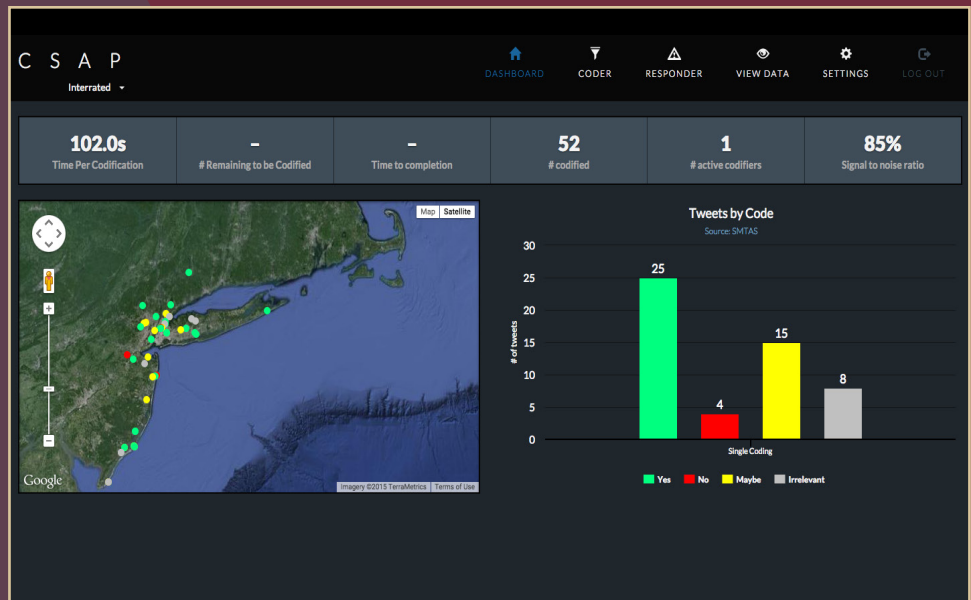 C S A P
Interrated
DASHBOARD
CODER
RESPONDER
VIEW DATA
SETTINGS
LOG OUT
102.0s
Time Per Codification
–
# Remaining to be Codified
–
Time to completion
52
# codified
1
# active codifiers
85%
Signal to noise ratio
Map
Satellite
Google
Imagery ©2015 TerraMetrics
Terms of Use
Tweets by Code
Source: SMTAS
# of tweets
30
25
20
15
10
5
0
25
4
15
8
Single Coding
Yes
No
Maybe
Irrelevant